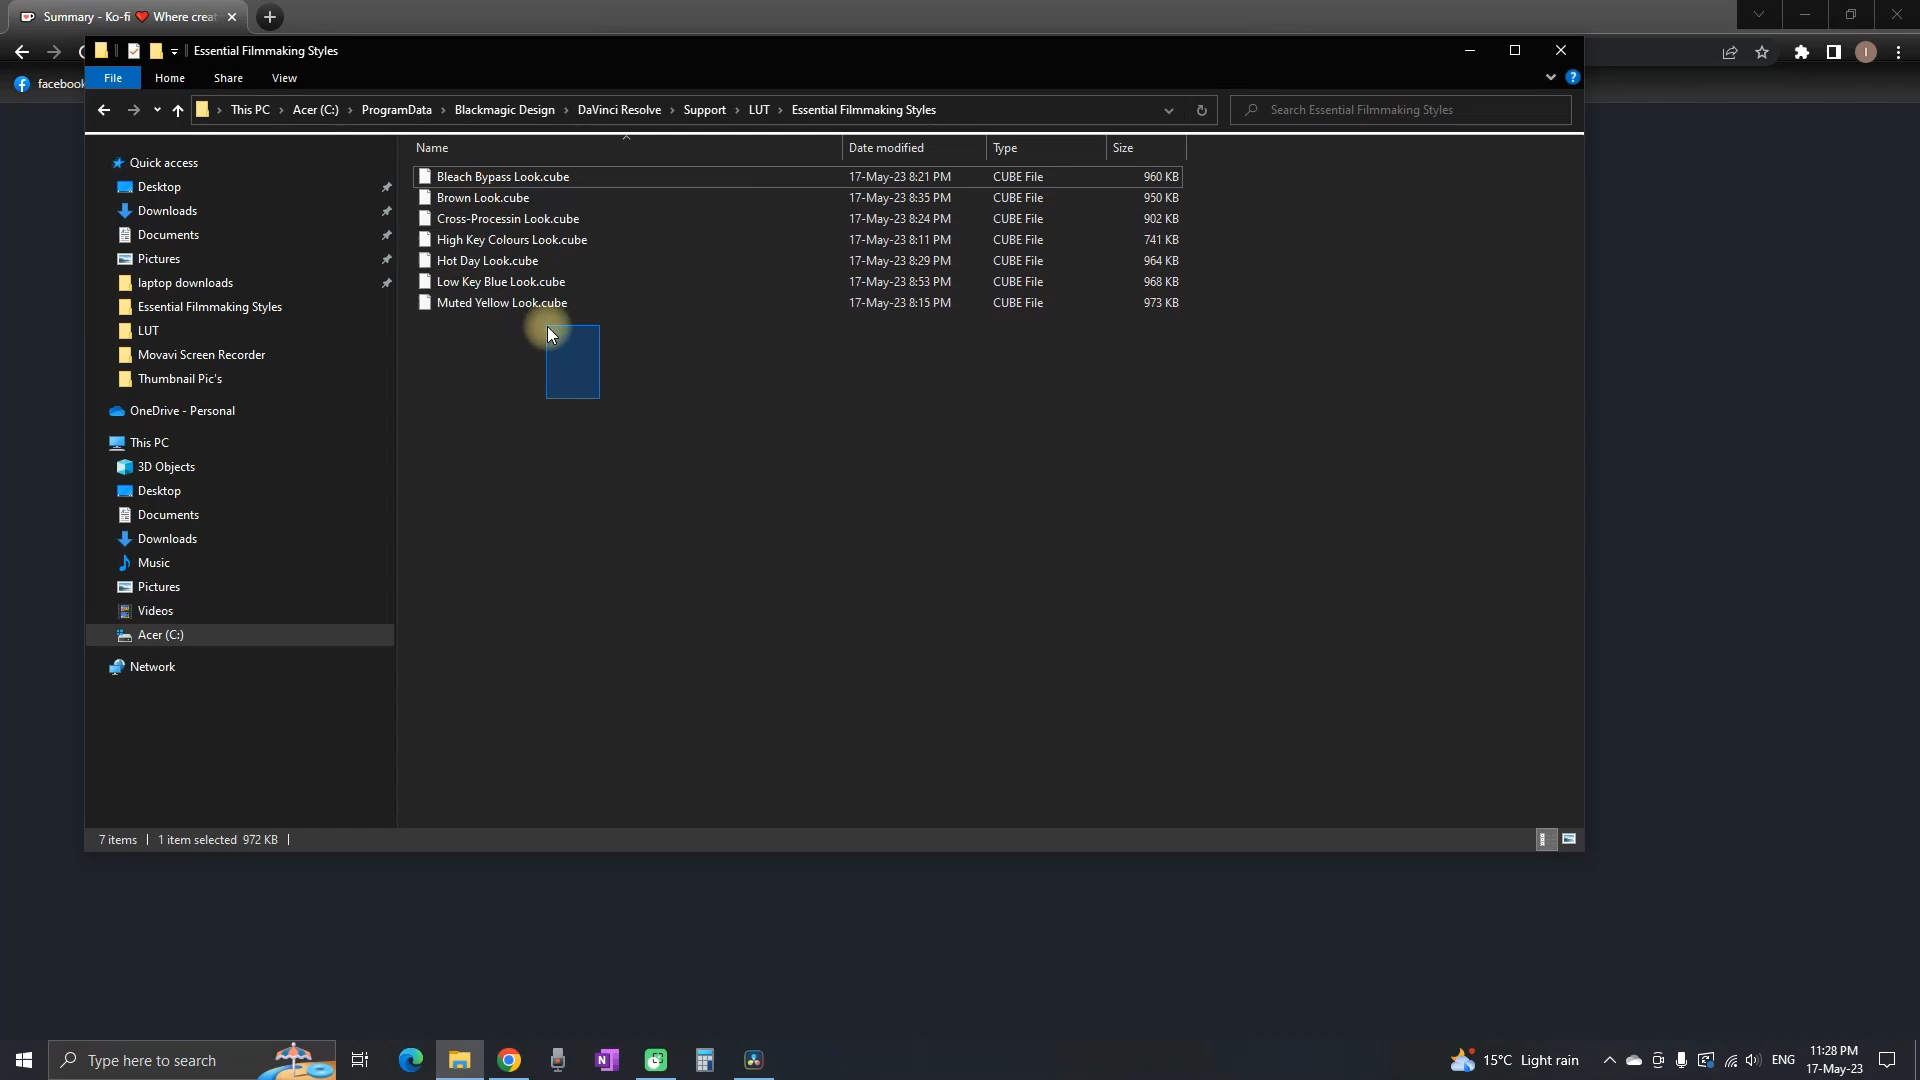 Summary - Ko-fi ❤️ Where creat
Essential Filmmaking Styles
facebook
File
Home
Share
View
This PC
Acer (C:)
ProgramData
Blackmagic Design
DaVinci Resolve
Support
LUT
Essential Filmmaking Styles
Search Essential Filmmaking Styles
Name
Date modified
Type
Size
Bleach Bypass Look.cube 17-May-23 8:21 PM CUBE File 960 KB
Brown Look.cube 17-May-23 8:35 PM CUBE File 950 KB
Cross-Processin Look.cube 17-May-23 8:24 PM CUBE File 902 KB
High Key Colours Look.cube 17-May-23 8:11 PM CUBE File 741 KB
Hot Day Look.cube 17-May-23 8:29 PM CUBE File 964 KB
Low Key Blue Look.cube 17-May-23 8:53 PM CUBE File 968 KB
Muted Yellow Look.cube 17-May-23 8:15 PM CUBE File 973 KB
Quick access
Desktop
Downloads
Documents
Pictures
laptop downloads
Essential Filmmaking Styles
LUT
Movavi Screen Recorder
Thumbnail Pic's
OneDrive - Personal
This PC
3D Objects
Desktop
Documents
Downloads
Music
Pictures
Videos
Acer (C:)
Network
7 items
1 item selected 972 KB
Type here to search
15°C Light rain
ENG
11:28 PM
17-May-23